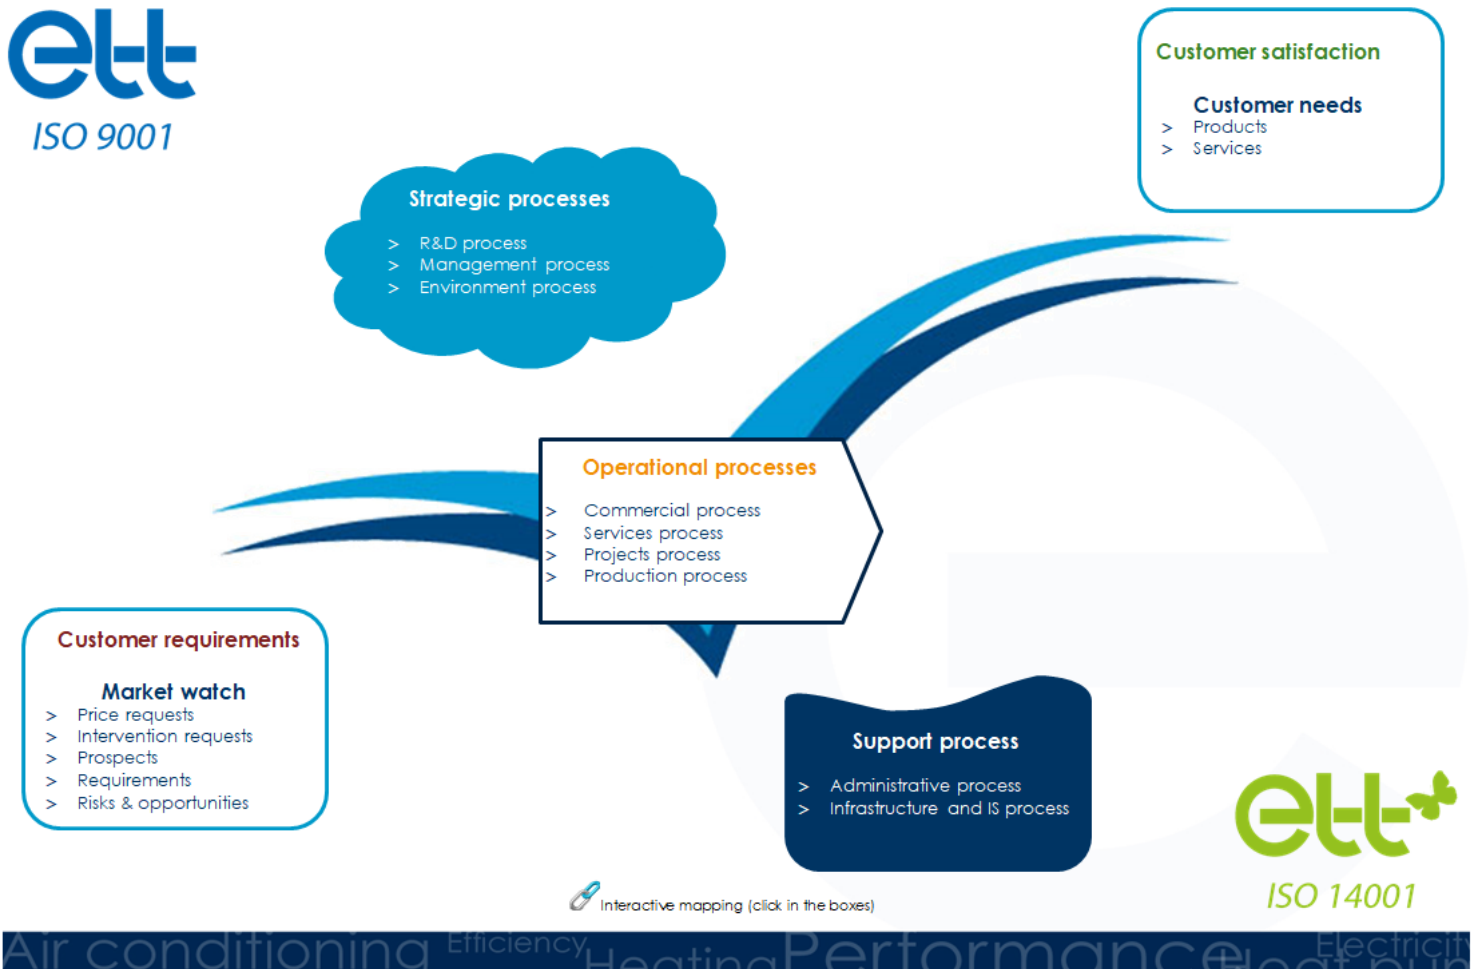 ett
ISO 9001
Customer satisfaction
Customer needs
> Products
> Services
Strategic processes
> R&D process
> Management process
> Environment process
Operational processes
> Commercial process
> Services process
> Projects process
> Production process
Customer requirements
Market watch
> Price requests
> Intervention requests
> Prospects
> Requirements
> Risks & opportunities
Support process
> Administrative process
> Infrastructure and IS process
ett
ISO 14001
Interactive mapping (click in the boxes)
Air conditioning Efficiency Heating Performance Electricity